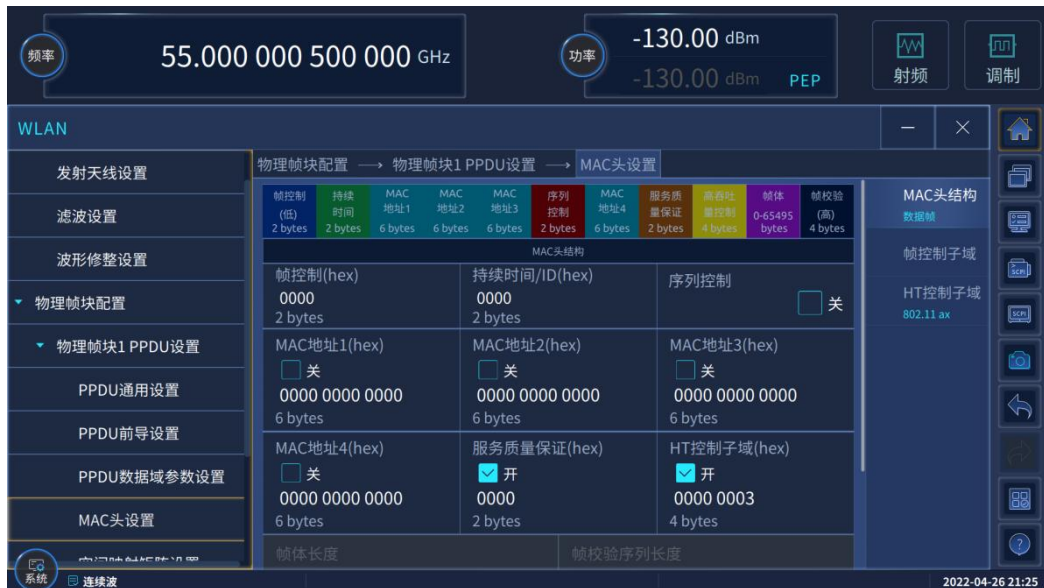 频率
55.000 000 500 000 GHz
功率
-130.00 dBm
-130.00 dBm PEP
射频
调制
WLAN
发射天线设置
滤波设置
波形修整设置
物理帧块配置
物理帧块1 PPDU设置
PPDU通用设置
PPDU前导设置
PPDU数据域参数设置
MAC头设置
空间映射矩阵设置
物理帧块配置 → 物理帧块1 PPDU设置 → MAC头设置
帧控制
(低)
2 bytes
持续
时间
2 bytes
MAC
地址1
6 bytes
MAC
地址2
6 bytes
MAC
地址3
6 bytes
序列
控制
2 bytes
MAC
地址4
6 bytes
服务质
量保证
2 bytes
高吞吐
量控制
4 bytes
帧体
0-65495
bytes
帧校验
(高)
4 bytes
MAC头结构
帧控制(hex)
0000
2 bytes
持续时间/ID(hex)
0000
2 bytes
序列控制
关
MAC地址1(hex)
关
0000 0000 0000
6 bytes
MAC地址2(hex)
关
0000 0000 0000
6 bytes
MAC地址3(hex)
关
0000 0000 0000
6 bytes
MAC地址4(hex)
关
0000 0000 0000
6 bytes
服务质量保证(hex)
开
0000
2 bytes
HT控制子域(hex)
开
0000 0003
4 bytes
帧体长度
帧校验序列长度
MAC头结构
数据帧
帧控制子域
HT控制子域
802.11 ax
SCPI
SCPI
系统
连续波
2022-04-26 21:25